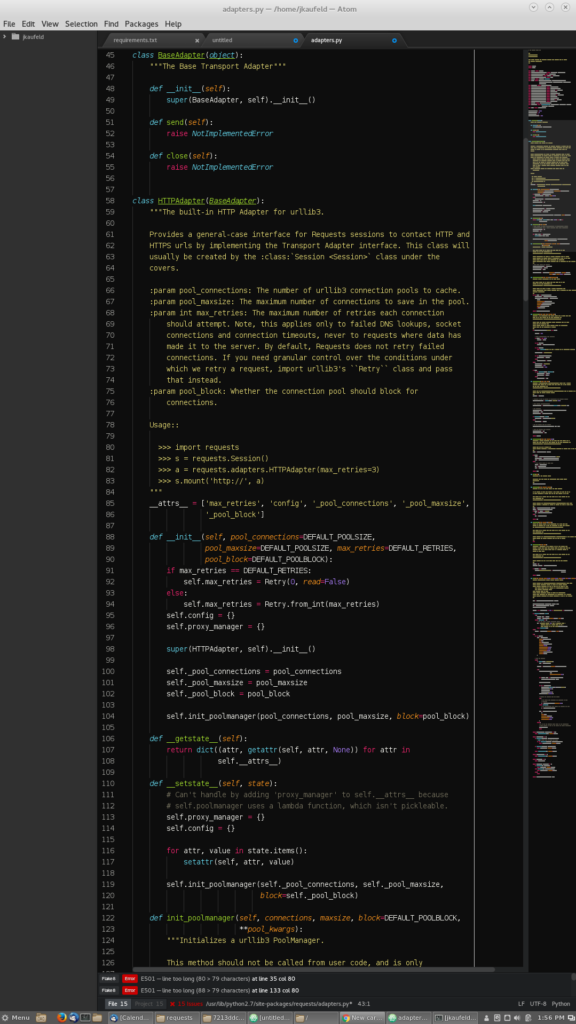 adapters.py — /home/jkaufeld — Atom
File Edit View Selection Find Packages Help
jkaufeld
requirements.txt
untitled
adapters.py
45 class BaseAdapter(object):
46 """The Base Transport Adapter"""
47
48 def __init__(self):
49 super(BaseAdapter, self).__init__()
50
51 def send(self):
52 raise NotImplementedError
53
54 def close(self):
55 raise NotImplementedError
56
57
58 class HTTPAdapter(BaseAdapter):
59 """The built-in HTTP Adapter for urllib3.
60
61 Provides a general-case interface for Requests sessions to contact HTTP and
62 HTTPS urls by implementing the Transport Adapter interface. This class will
63 usually be created by the :class:`Session <Session>` class under the
64 covers.
65
66 :param pool_connections: The number of urllib3 connection pools to cache.
67 :param pool_maxsize: The maximum number of connections to save in the pool.
68 :param int max_retries: The maximum number of retries each connection
69 should attempt. Note, this applies only to failed DNS lookups, socket
70 connections and connection timeouts, never to requests where data has
71 made it to the server. By default, Requests does not retry failed
72 connections. If you need granular control over the conditions under
73 which we retry a request, import urllib3's ``Retry`` class and pass
74 that instead.
75 :param pool_block: Whether the connection pool should block for
76 connections.
77
78 Usage::
79
80 >>> import requests
81 >>> s = requests.Session()
82 >>> a = requests.adapters.HTTPAdapter(max_retries=3)
83 >>> s.mount('http://', a)
84 """
85 __attrs__ = ['max_retries', 'config', '_pool_connections', '_pool_maxsize',
86 '_pool_block']
87
88 def __init__(self, pool_connections=DEFAULT_POOLSIZE,
89 pool_maxsize=DEFAULT_POOLSIZE, max_retries=DEFAULT_RETRIES,
90 pool_block=DEFAULT_POOLBLOCK):
91 if max_retries == DEFAULT_RETRIES:
92 self.max_retries = Retry(0, read=False)
93 else:
94 self.max_retries = Retry.from_int(max_retries)
95 self.config = {}
96 self.proxy_manager = {}
97
98 super(HTTPAdapter, self).__init__()
99
100 self._pool_connections = pool_connections
101 self._pool_maxsize = pool_maxsize
102 self._pool_block = pool_block
103
104 self.init_poolmanager(pool_connections, pool_maxsize, block=pool_block)
105
106 def __getstate__(self):
107 return dict((attr, getattr(self, attr, None)) for attr in
108 self.__attrs__)
109
110 def __setstate__(self, state):
111 # Can't handle by adding 'proxy_manager' to self.__attrs__ because
112 # self.poolmanager uses a lambda function, which isn't pickleable.
113 self.proxy_manager = {}
114 self.config = {}
115
116 for attr, value in state.items():
117 setattr(self, attr, value)
118
119 self.init_poolmanager(self._pool_connections, self._pool_maxsize,
120 block=self._pool_block)
121
122 def init_poolmanager(self, connections, maxsize, block=DEFAULT_POOLBLOCK,
123 **pool_kwargs):
124 """Initializes a urllib3 PoolManager.
125
126 This method should not be called from user code, and is only
Flake8 Error E501 — line too long (80 > 79 characters) at line 35 col 80
Flake8 Error E501 — line too long (88 > 79 characters) at line 133 col 80
File 15 Project 15 /usr/lib/python2.7/site-packages/requests/adapters.py* 43:1 LF UTF-8 Python
Menu [Calend... requests 7213ddc... [untitled... / New car... adapter... [jkaufel... 1:56 PM